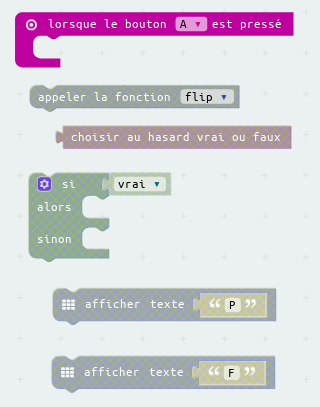 lorsque le bouton A ▾ est pressé
appeler la fonction flip ▾
choisir au hasard vrai ou faux
si vrai ▾
alors
sinon
afficher texte “ P ”
afficher texte “ F ”